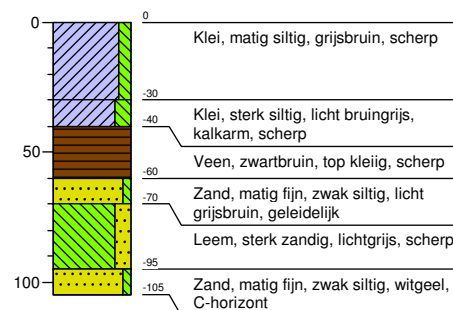 0
0
Klei, matig siltig, grijsbruin, scherp
-30
Klei, sterk siltig, licht bruingrijs,
-40
kalkarm, scherp
50
Veen, zwartbruin, top kleiig, scherp
-60
Zand, matig fijn, zwak siltig, licht
-70
grijsbruin, geleidelijk
Leem, sterk zandig, lichtgrijs, scherp
-95
100
Zand, matig fijn, zwak siltig, witgeel,
-105
C-horizont